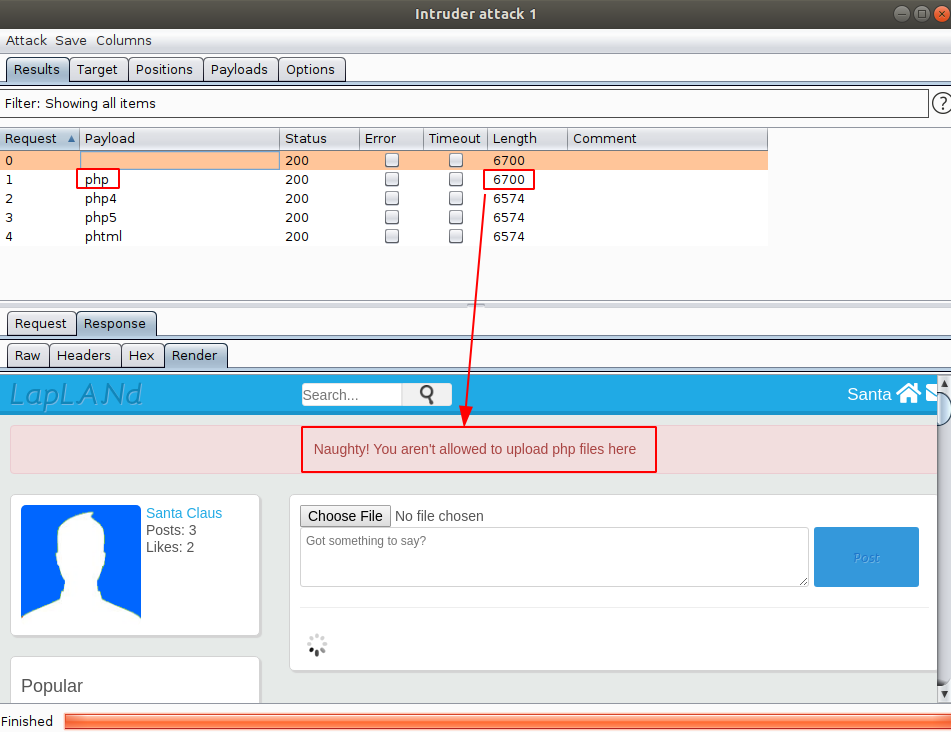 Intruder attack 1
Attack Save Columns
Results Target Positions Payloads Options
Filter: Showing all items ?
Request Payload Status Error Timeout Length Comment
0 200 6700
1 php 200 6700
2 php4 200 6574
3 php5 200 6574
4 phtml 200 6574
Request Response
Raw Headers Hex Render
LapLANd Search... Santa
Naughty! You aren't allowed to upload php files here
Santa Claus
Posts: 3
Likes: 2
Choose File No file chosen
Got something to say?
Post
Popular
Finished